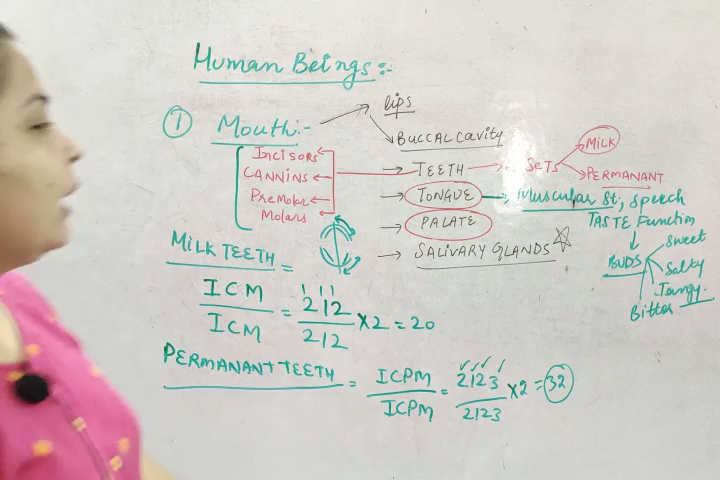 Human Beings:-
① Mouth:-
lips
BUCCAL CAVITY
Incisors
CANNINS
PreMolar
Molars
TEETH
SETS
MILK
PERMANANT
TONGUE
Muscular St, speech
TASTE Function
BUDS
Sweet
Salty
Tangy
Bitter
PALATE
SALIVARY GLANDS
MILK TEETH =
ICM/ICM = 212/212 ×2 = 20
PERMANANT TEETH = ICPM/ICPM = 2123/2123 ×2 = 32